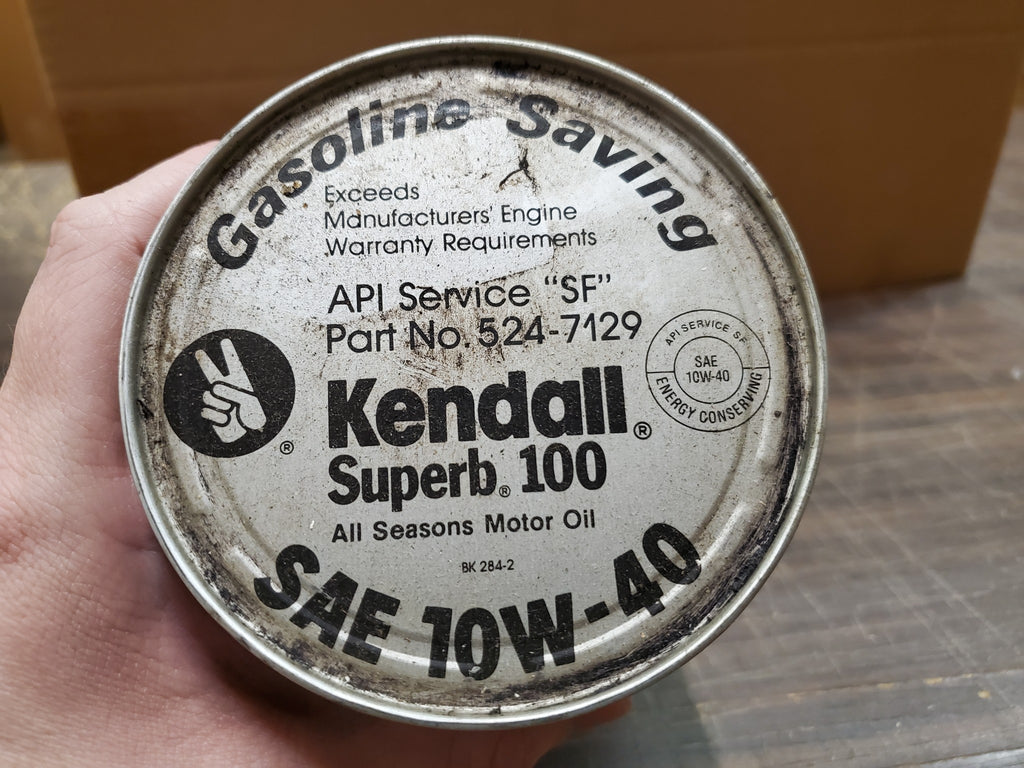 Gasoline Saving
Exceeds
Manufacturers' Engine
Warranty Requirements
API Service "SF"
Part No. 524-7129
API SERVICE SF
SAE
10W-40
ENERGY CONSERVING
®
Kendall®
Superb® 100
All Seasons Motor Oil
BK 284-2
SAE 10W-40